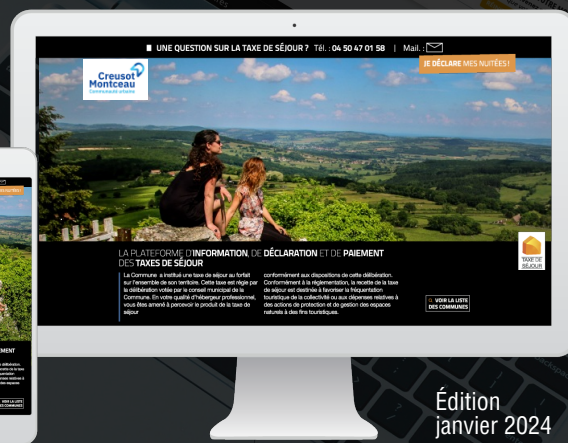 UNE QUESTION SUR LA TAXE DE SÉJOUR ? Tél. : 04 50 47 01 58 | Mail. :
JE DÉCLARE MES NUITÉES !
Creusot
Montceau
Communauté urbaine
LA PLATEFORME D'INFORMATION, DE DÉCLARATION ET DE PAIEMENT
DES TAXES DE SÉJOUR
La Commune a institué une taxe de séjour au forfait
sur l'ensemble de son territoire. Cette taxe est régie par
la délibération votée par le conseil municipal de la
Commune. En votre qualité d'hébergeur professionnel,
vous êtes amené à percevoir le produit de la taxe de
séjour
conformément aux dispositions de cette délibération.
Conformément à la réglementation, la recette de la taxe
de séjour est destinée à favoriser la fréquentation
touristique de la collectivité ou aux dépenses relatives à
des actions de protection et de gestion des espaces
naturels à des fins touristiques.
TAXE DE
SÉJOUR
VOIR LA LISTE
DES COMMUNES
Édition
janvier 2024